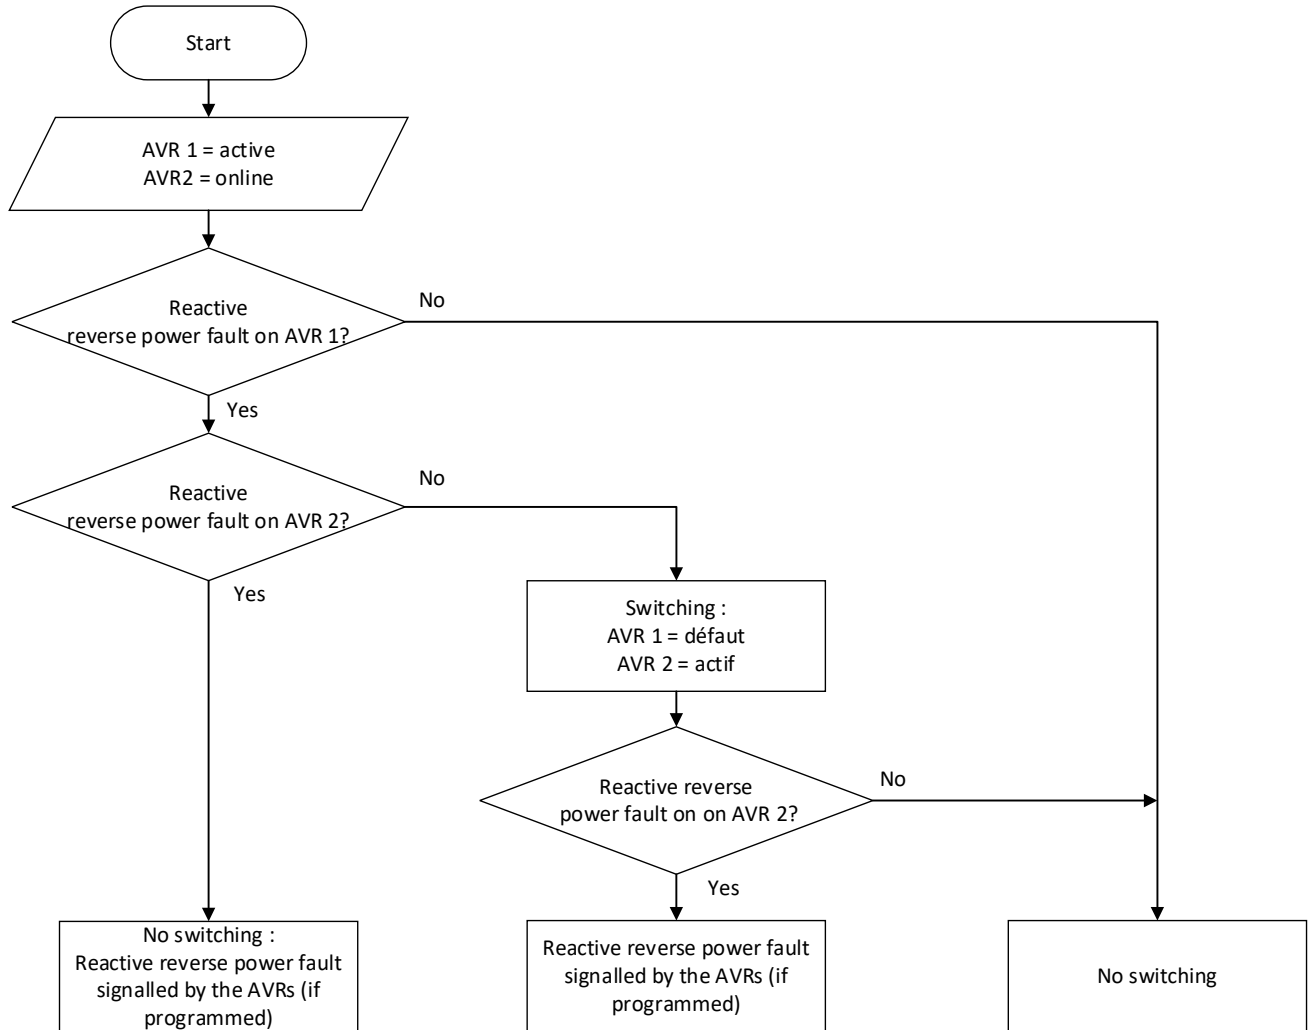 Start
AVR 1 = active
AVR2 = online
Reactive
reverse power fault on AVR 1?
No
Yes
Reactive
reverse power fault on AVR 2?
No
Yes
Switching :
AVR 1 = défaut
AVR 2 = actif
Reactive reverse
power fault on on AVR 2?
No
Yes
No switching :
Reactive reverse power fault
signalled by the AVRs (if
programmed)
Reactive reverse power fault
signalled by the AVRs (if
programmed)
No switching